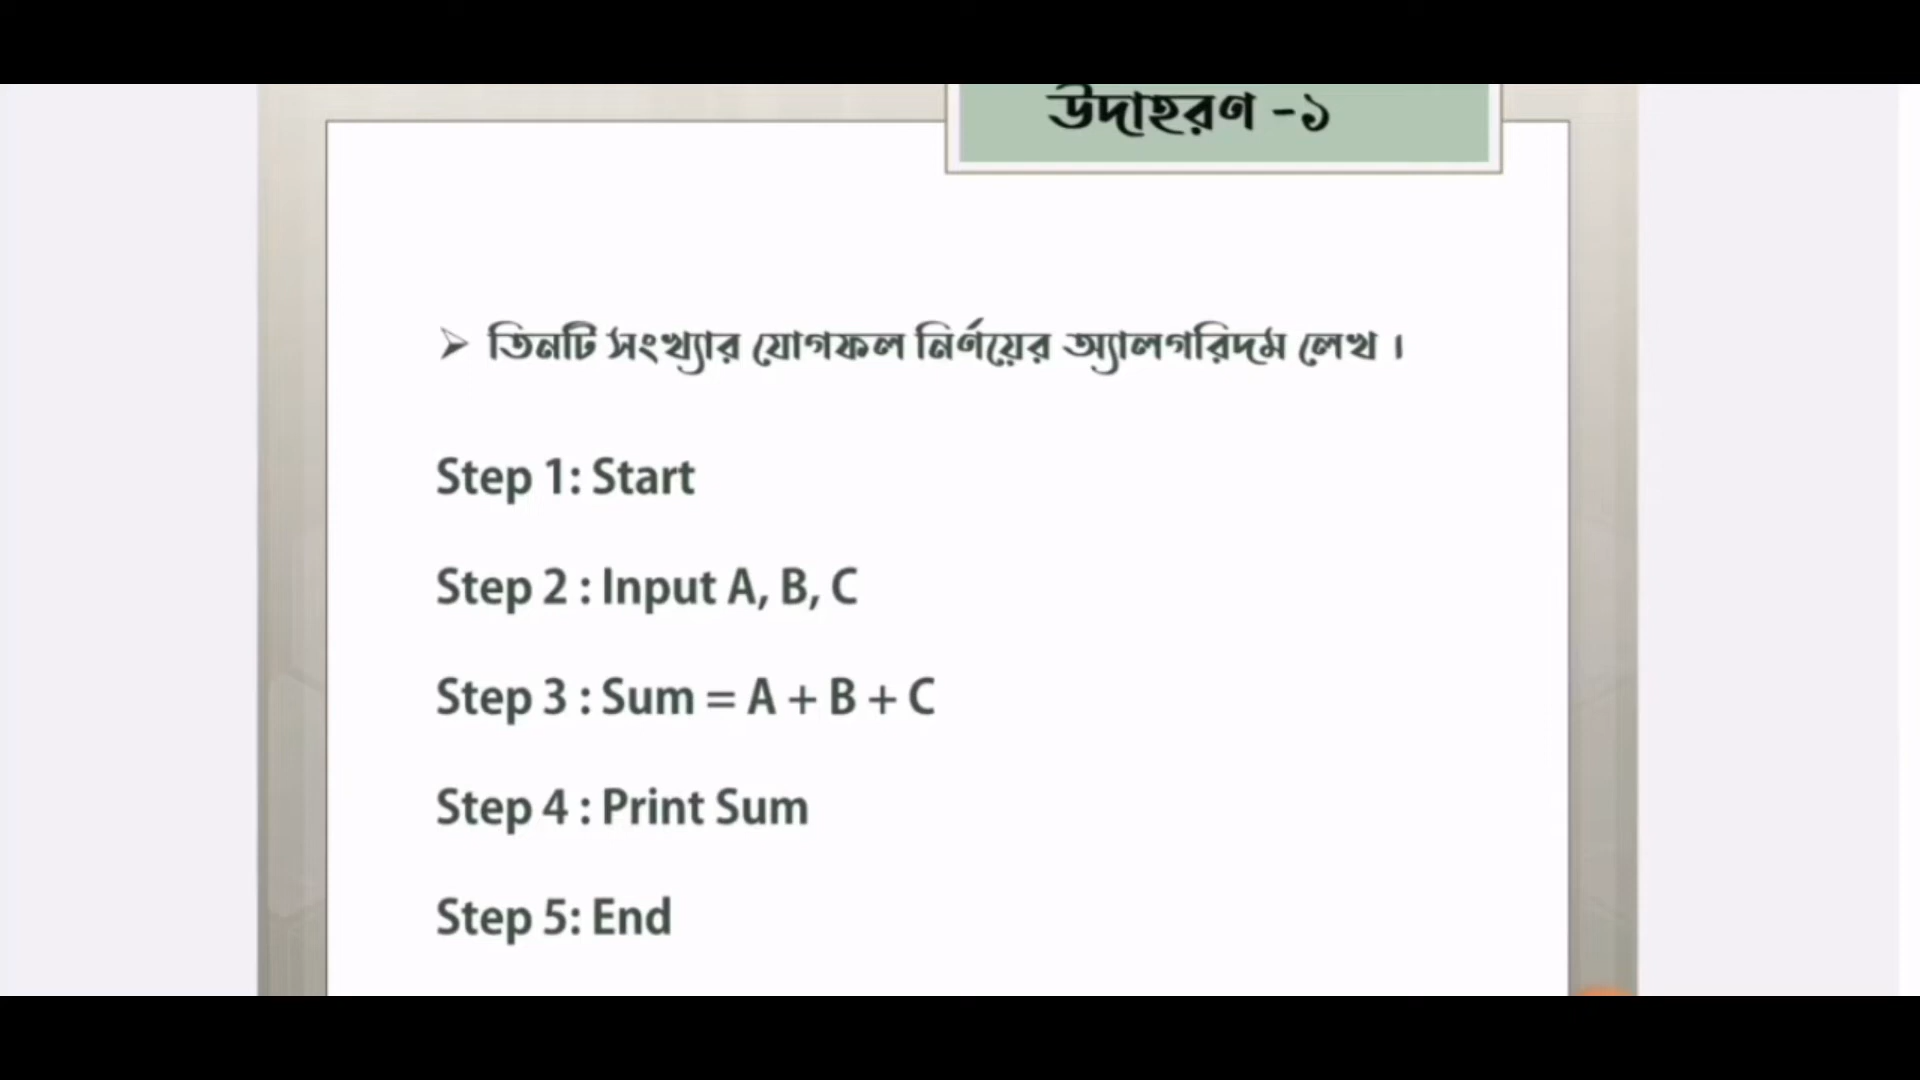 উদাহরণ -১
➢ তিনটি সংখ্যার যোগফল নির্ণয়ের অ্যালগরিদম লেখ ।
Step 1: Start
Step 2 : Input A, B, C
Step 3 : Sum = A + B + C
Step 4 : Print Sum
Step 5: End